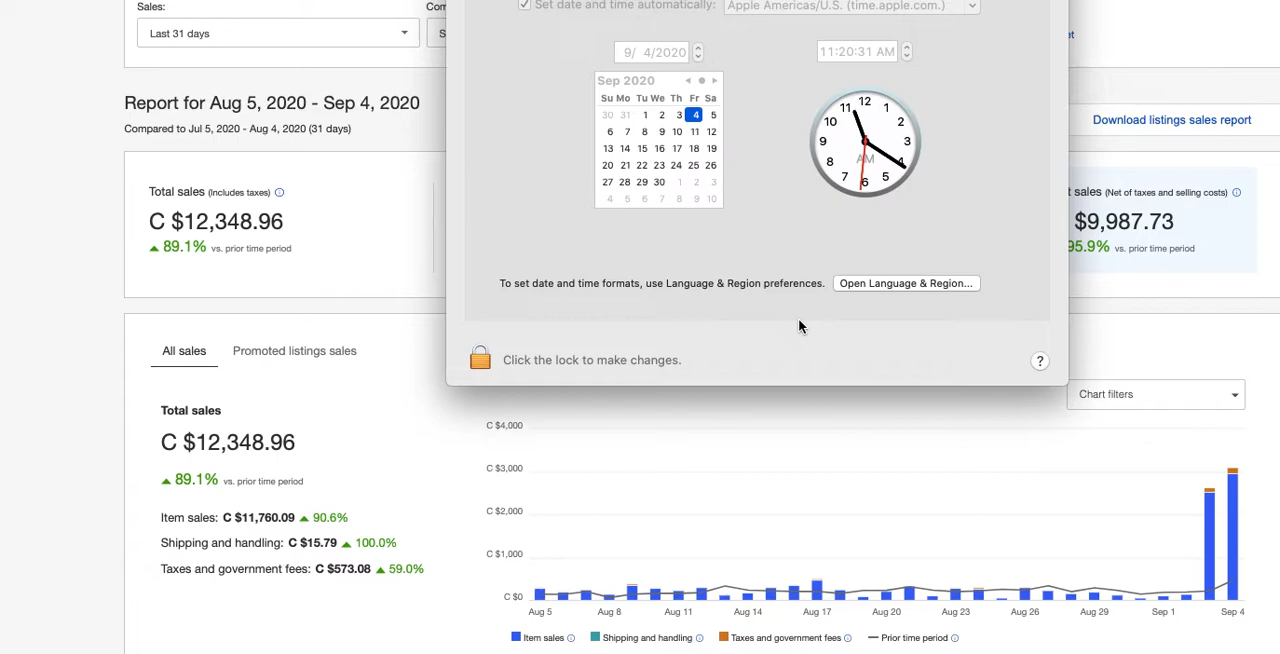 Sales:
Com
Last 31 days
S
Set date and time automatically:
Apple Americas/U.S. (time.apple.com.)
et
9/ 4/2020
11:20:31 AM
Sep 2020
Su Mo Tu We Th Fr Sa
30 31 1 2 3 4 5
6 7 8 9 10 11 12
13 14 15 16 17 18 19
20 21 22 23 24 25 26
27 28 29 30 1 2 3
4 5 6 7 8 9 10
12 1 2 3 4 5 6 7 8 9 10 11
AM
Report for Aug 5, 2020 - Sep 4, 2020
Compared to Jul 5, 2020 - Aug 4, 2020 (31 days)
Download listings sales report
Total sales (Includes taxes)
C $12,348.96
89.1% vs. prior time period
t sales (Net of taxes and selling costs)
$9,987.73
95.9% vs. prior time period
To set date and time formats, use Language & Region preferences.
Open Language & Region...
Click the lock to make changes.
?
All sales
Promoted listings sales
Chart filters
Total sales
C $12,348.96
89.1% vs. prior time period
Item sales: C $11,760.09 90.6%
Shipping and handling: C $15.79 100.0%
Taxes and government fees: C $573.08 59.0%
C $4,000
C $3,000
C $2,000
C $1,000
C $0
Aug 5 Aug 8 Aug 11 Aug 14 Aug 17 Aug 20 Aug 23 Aug 26 Aug 29 Sep 1 Sep 4
Item sales Shipping and handling Taxes and government fees Prior time period